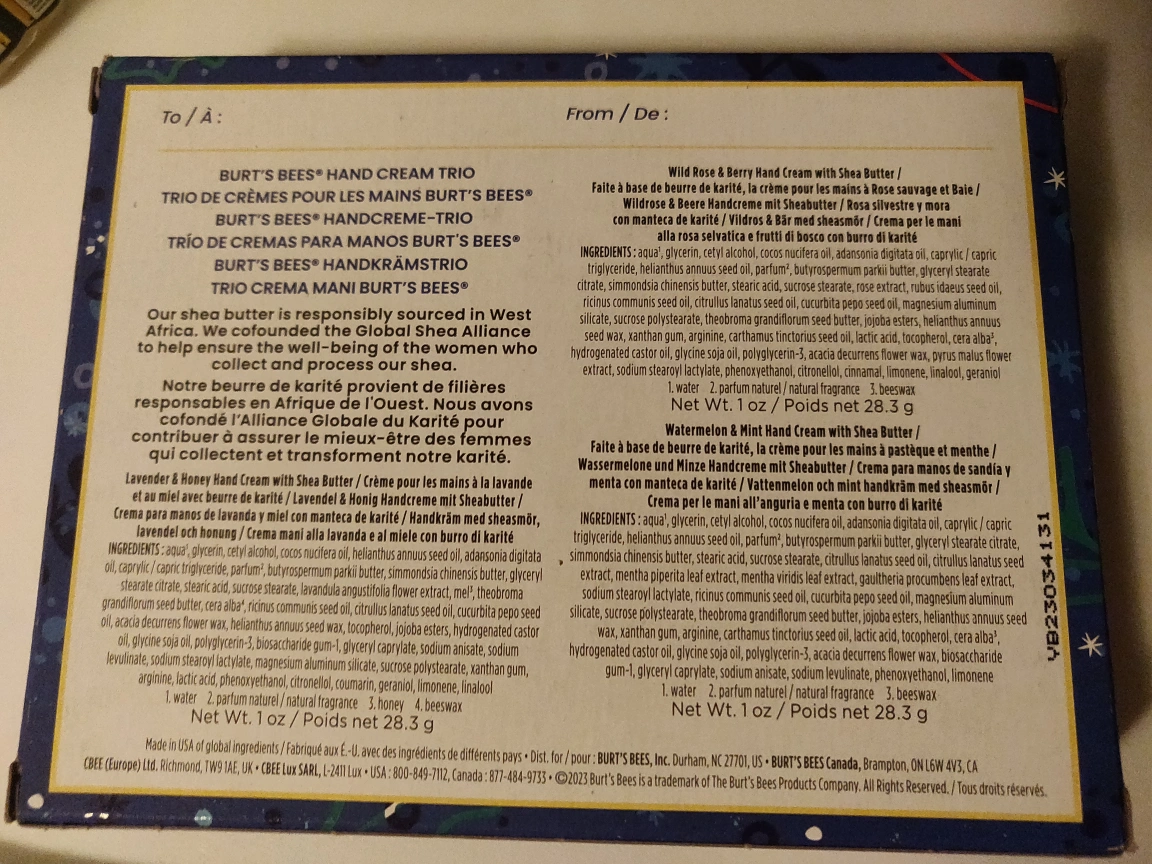 To / À :
From / De :
BURT'S BEES® HAND CREAM TRIO
TRIO DE CRÈMES POUR LES MAINS BURT'S BEES®
BURT'S BEES® HANDCREME-TRIO
TRÍO DE CREMAS PARA MANOS BURT'S BEES®
BURT'S BEES® HANDKRÄMSTRIO
TRIO CREMA MANI BURT'S BEES®
Our shea butter is responsibly sourced in West
Africa. We cofounded the Global Shea Alliance
to help ensure the well-being of the women who
collect and process our shea.
Notre beurre de karité provient de filières
responsables en Afrique de l'Ouest. Nous avons
cofondé l'Alliance Globale du Karité pour
contribuer à assurer le mieux-être des femmes
qui collectent et transforment notre karité.
Lavender & Honey Hand Cream with Shea Butter / Crème pour les mains à la lavande
et au miel avec beurre de karité / Lavendel & Honig Handcreme mit Sheabutter /
Crema para manos de lavanda y miel con manteca de karité / Handkräm med sheasmör,
lavendel och honung / Crema mani alla lavanda e al miele con burro di karité
INGREDIENTS : aqua¹, glycerin, cetyl alcohol, cocos nucifera oil, helianthus annuus seed oil, adansonia digitata
oil, caprylic / capric triglyceride, parfum², butyrospermum parkii butter, simmondsia chinensis butter, glyceryl
stearate citrate, stearic acid, sucrose stearate, lavandula angustifolia flower extract, mel³, theobroma
grandiflorum seed butter, cera alba⁴, ricinus communis seed oil, citrullus lanatus seed oil, cucurbita pepo seed
oil, acacia decurrens flower wax, helianthus annuus seed wax, tocopherol, jojoba esters, hydrogenated castor
oil, glycine soja oil, polyglycerin-3, biosaccharide gum-1, glyceryl caprylate, sodium anisate, sodium
levulinate, sodium stearoyl lactylate, magnesium aluminum silicate, sucrose polystearate, xanthan gum,
arginine, lactic acid, phenoxyethanol, citronellol, coumarin, geraniol, limonene, linalool
1. water 2. parfum naturel / natural fragrance 3. honey 4. beeswax
Net Wt. 1 oz / Poids net 28.3 g
Wild Rose & Berry Hand Cream with Shea Butter /
Faite à base de beurre de karité, la crème pour les mains à Rose sauvage et Baie /
Wildrose & Beere Handcreme mit Sheabutter / Rosa silvestre y mora
con manteca de karité / Vildros & Bär med sheasmör / Crema per le mani
alla rosa selvatica e frutti di bosco con burro di karité
INGREDIENTS : aqua¹, glycerin, cetyl alcohol, cocos nucifera oil, adansonia digitata oil, caprylic / capric
triglyceride, helianthus annuus seed oil, parfum², butyrospermum parkii butter, glyceryl stearate
citrate, simmondsia chinensis butter, stearic acid, sucrose stearate, rose extract, rubus idaeus seed oil,
ricinus communis seed oil, citrullus lanatus seed oil, cucurbita pepo seed oil, magnesium aluminum
silicate, sucrose polystearate, theobroma grandiflorum seed butter, jojoba esters, helianthus annuus
seed wax, xanthan gum, arginine, carthamus tinctorius seed oil, lactic acid, tocopherol, cera alba³,
hydrogenated castor oil, glycine soja oil, polyglycerin-3, acacia decurrens flower wax, pyrus malus flower
extract, sodium stearoyl lactylate, phenoxyethanol, citronellol, cinnamal, limonene, linalool, geraniol
1. water 2. parfum naturel / natural fragrance 3. beeswax
Net Wt. 1 oz / Poids net 28.3 g
Watermelon & Mint Hand Cream with Shea Butter /
Faite à base de beurre de karité, la crème pour les mains à pastèque et menthe /
Wassermelone und Minze Handcreme mit Sheabutter / Crema para manos de sandía y
menta con manteca de karité / Vattenmelon och mint handkräm med sheasmör /
Crema per le mani all'anguria e menta con burro di karité
INGREDIENTS : aqua¹, glycerin, cetyl alcohol, cocos nucifera oil, adansonia digitata oil, caprylic / capric
triglyceride, helianthus annuus seed oil, parfum², butyrospermum parkii butter, glyceryl stearate citrate,
simmondsia chinensis butter, stearic acid, sucrose stearate, citrullus lanatus seed oil, citrullus lanatus seed
extract, mentha piperita leaf extract, mentha viridis leaf extract, gaultheria procumbens leaf extract,
sodium stearoyl lactylate, ricinus communis seed oil, cucurbita pepo seed oil, magnesium aluminum
silicate, sucrose polystearate, theobroma grandiflorum seed butter, jojoba esters, helianthus annuus seed
wax, xanthan gum, arginine, carthamus tinctorius seed oil, lactic acid, tocopherol, cera alba³,
hydrogenated castor oil, glycine soja oil, polyglycerin-3, acacia decurrens flower wax, biosaccharide
gum-1, glyceryl caprylate, sodium anisate, sodium levulinate, phenoxyethanol, limonene
1. water 2. parfum naturel / natural fragrance 3. beeswax
Net Wt. 1 oz / Poids net 28.3 g
VB23034131
Made in USA of global ingredients / Fabriqué aux É.-U. avec des ingrédients de différents pays • Dist. for / pour : BURT'S BEES, Inc. Durham, NC 27701, US • BURT'S BEES Canada, Brampton, ON L6W 4V3, CA
CBEE (Europe) Ltd. Richmond, TW9 1AE, UK • CBEE Lux SARL, L-2411 Lux • USA : 800-849-7112, Canada : 877-484-9733 • ©2023 Burt's Bees is a trademark of The Burt's Bees Products Company. All Rights Reserved. / Tous droits réservés.